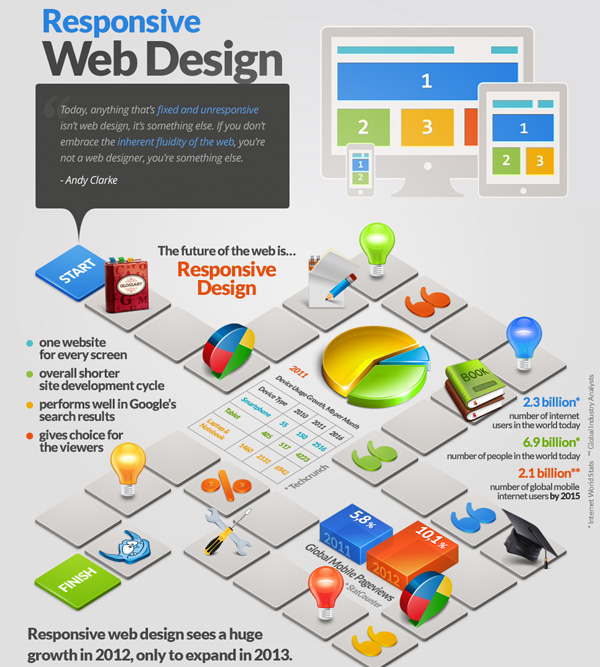 Responsive
Web Design
Today, anything that's fixed and unresponsive
isn't web design, it's something else. If you don't
embrace the inherent fluidity of the web, you're
not a web designer, you're something else.
- Andy Clarke
1
2
3
1
2
1
2
3
START
GLOSSARY
The future of the web is...
Responsive
Design
one website
for every screen
overall shorter
site development cycle
performs well in Google's
search results
gives choice for
the viewers
2011
Device Usage Growth, Mb per Month
Device Type 2010 2011 2016
Smartphone 55 150 2516
Tablet 405 517 4223
Laptop &
Notebook 1460 2131 6942
* Techcrunch
BOOK
2.3 billion*
number of internet
users in the world today
6.9 billion*
number of people in the world today
2.1 billion**
number of global mobile
internet users by 2015
* Internet World Stats ** Global Industry Analysts
%
5,8%
2011
10.1%
2012
Global Mobile Pageviews
* StatCounter
FINISH
Responsive web design sees a huge
growth in 2012, only to expand in 2013.